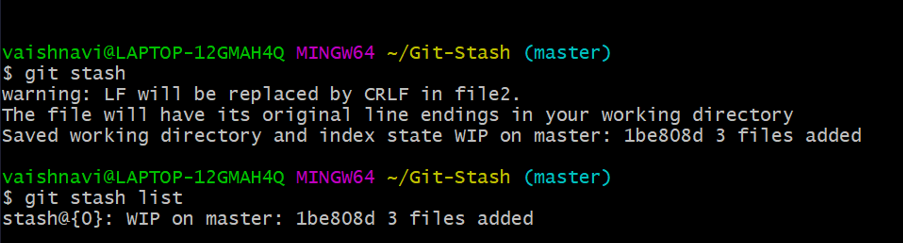 vaishnavi@LAPTOP-12GMAH4Q MINGW64 ~/Git-Stash (master)
$ git stash
warning: LF will be replaced by CRLF in file2.
The file will have its original line endings in your working directory
Saved working directory and index state WIP on master: 1be808d 3 files added
vaishnavi@LAPTOP-12GMAH4Q MINGW64 ~/Git-Stash (master)
$ git stash list
stash@{0}: WIP on master: 1be808d 3 files added